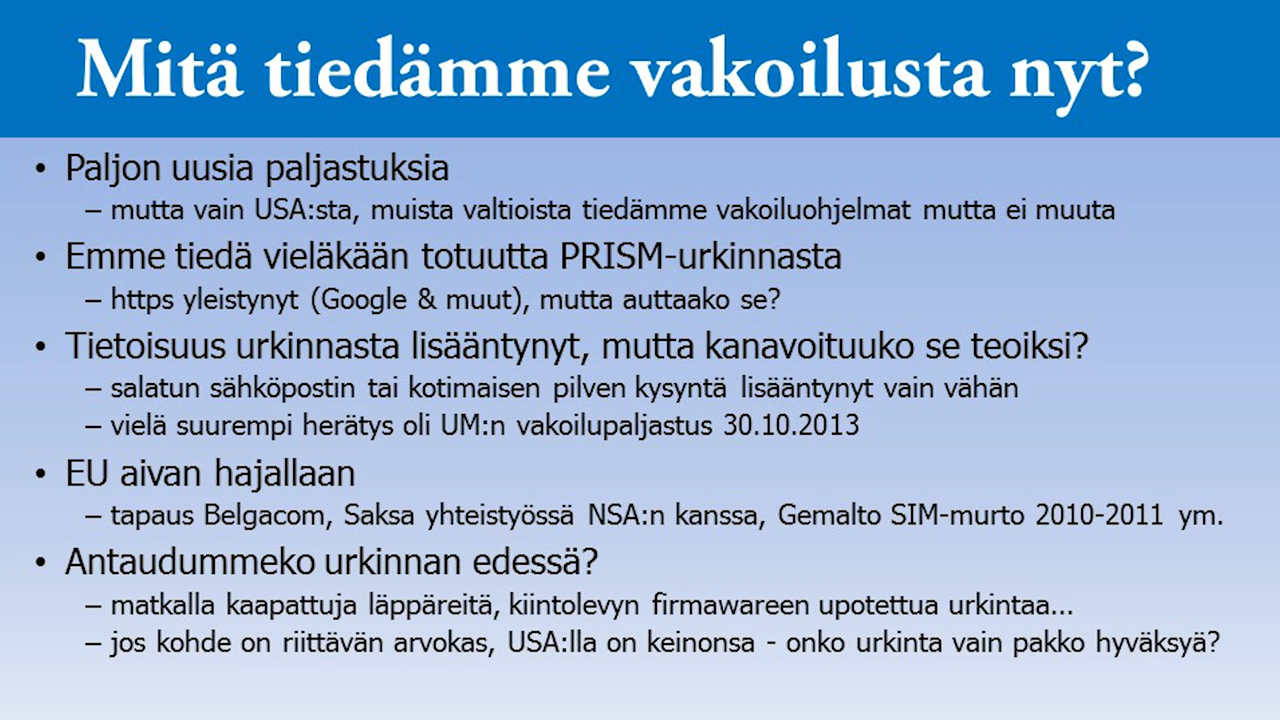 Mitä tiedämme vakoilusta nyt?
• Paljon uusia paljastuksia
– mutta vain USA:sta, muista valtioista tiedämme vakoiluohjelmat mutta ei muuta
• Emme tiedä vieläkään totuutta PRISM-urkinnasta
– https yleistynyt (Google & muut), mutta auttaako se?
• Tietoisuus urkinnasta lisääntynyt, mutta kanavoituuko se teoiksi?
– salatun sähköpostin tai kotimaisen pilven kysyntä lisääntynyt vain vähän
– vielä suurempi herätys oli UM:n vakoilupaljastus 30.10.2013
• EU aivan hajallaan
– tapaus Belgacom, Saksa yhteistyössä NSA:n kanssa, Gemalto SIM-murto 2010-2011 ym.
• Antaudummeko urkinnan edessä?
– matkalla kaapattuja läppäreitä, kiintolevyn firmawareen upotettua urkintaa...
– jos kohde on riittävän arvokas, USA:lla on keinonsa - onko urkinta vain pakko hyväksyä?